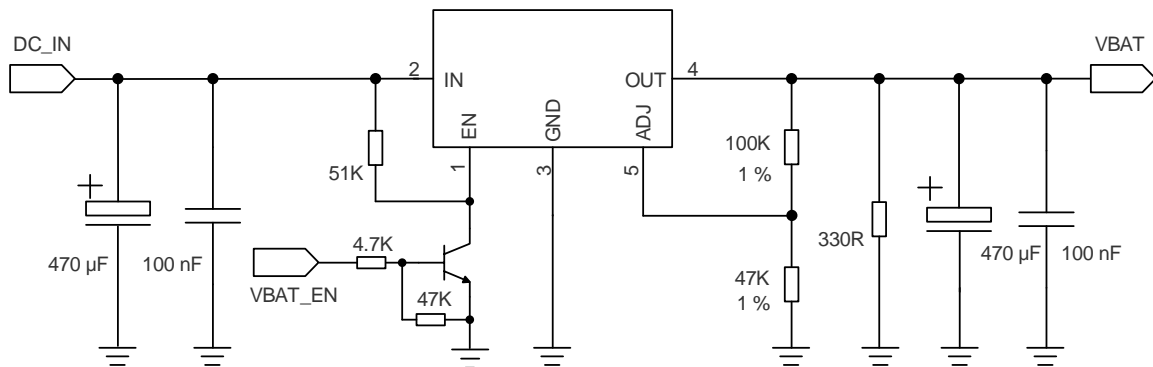 DC_IN
VBAT
2
IN
OUT
4
EN
GND
ADJ
1
3
5
51K
100K
1 %
+
470 µF
100 nF
4.7K
VBAT_EN
47K
47K
1 %
330R
+
470 µF
100 nF